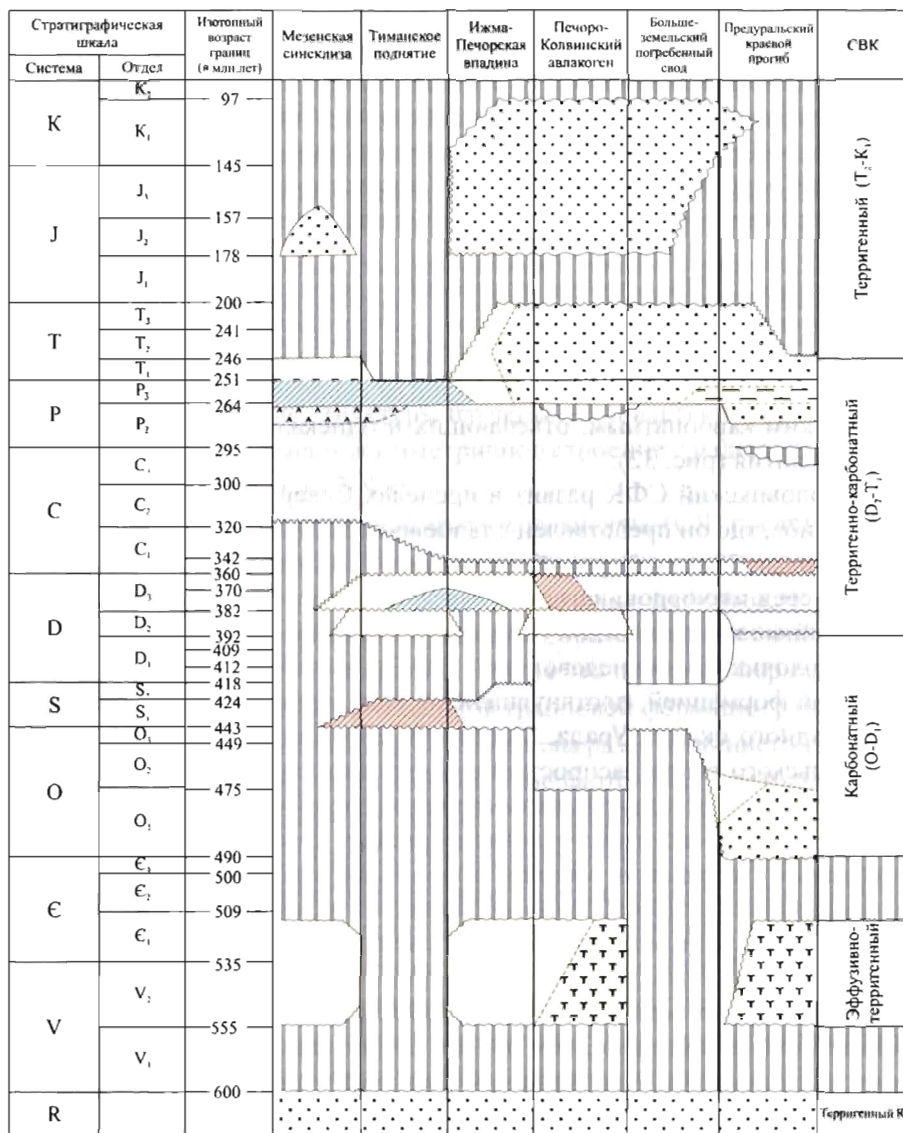 Стратиграфическая шкала
Система
Отдел
Изотопный возраст границ (в млн лет)
Мезенская синеклиза
Тиманское поднятие
Ижма-Печорская впадина
Печоро-Колвинский авлакоген
Больше-земельский погребенный свод
Предуральский краевой прогиб
СВК
K
K₂
97
K₁
145
J
J₃
157
J₂
178
J₁
200
T
T₃
241
T₂
246
T₁
251
P
P₃
264
P₂
295
C
300
C₂
320
C₁
342
360
D
D₃
370
382
D₂
392
D₁
409
412
418
S
424
S₁
443
O
O₃
449
O₂
475
O₁
490
Є
Є₃
500
Є₂
509
Є₁
535
V
V₂
555
V₁
600
R
Терригенный (T₂-K₁)
Терригенно-карбонатный (D₂-T₁)
Карбонатный (O-D₁)
Эффузивно-терригенный
Терригенный R